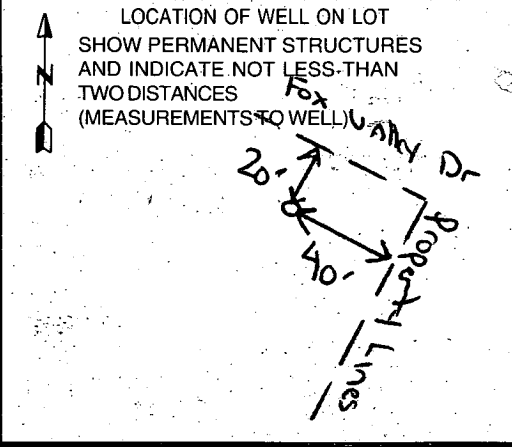 LOCATION OF WELL ON LOT
SHOW PERMANENT STRUCTURES
AND INDICATE NOT LESS THAN
TWO DISTANCES
(MEASUREMENTS TO WELL)
N
Fox Valley Dr
20'
40'
Property Lines